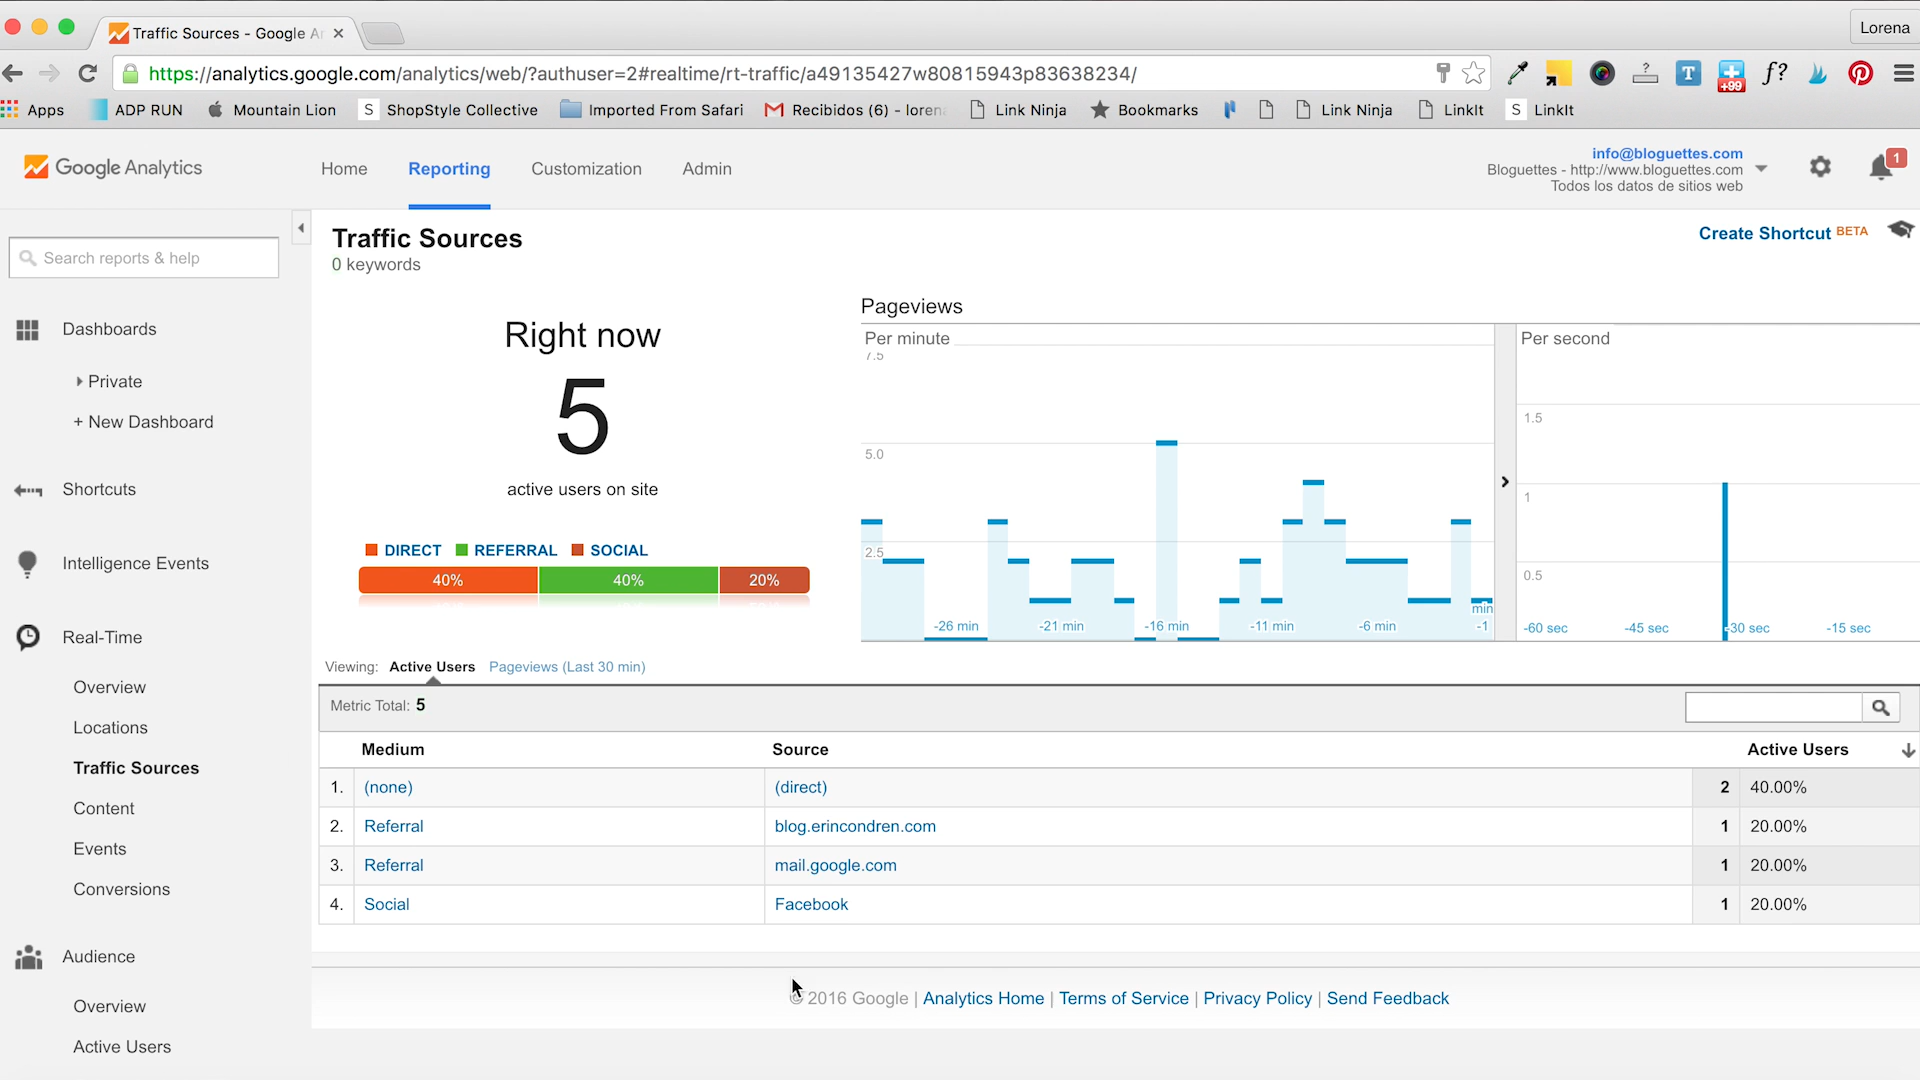 Traffic Sources - Google A
Lorena
https://analytics.google.com/analytics/web/?authuser=2#realtime/rt-traffic/a49135427w80815943p83638234/
+99
f?
Apps
ADP RUN
Mountain Lion
S ShopStyle Collective
Imported From Safari
Recibidos (6) - loren
Link Ninja
Bookmarks
Link Ninja
LinkIt
S LinkIt
Google Analytics
Home
Reporting
Customization
Admin
info@bloguettes.com
Bloguettes - http://www.bloguettes.com
Todos los datos de sitios web
1
Search reports & help
Dashboards
Private
+ New Dashboard
Shortcuts
Intelligence Events
Real-Time
Overview
Locations
Traffic Sources
Content
Events
Conversions
Audience
Overview
Active Users
Traffic Sources
0 keywords
Create Shortcut BETA
Right now
5
active users on site
DIRECT REFERRAL SOCIAL
40% 40% 20%
Pageviews
Per minute
7.5
5.0
2.5
-26 min -21 min -16 min -11 min -6 min
min
-1
Per second
1.5
1
0.5
-60 sec -45 sec -30 sec -15 sec
Viewing: Active Users Pageviews (Last 30 min)
Metric Total: 5
Medium Source Active Users
1. (none) (direct) 2 40.00%
2. Referral blog.erincondren.com 1 20.00%
3. Referral mail.google.com 1 20.00%
4. Social Facebook 1 20.00%
© 2016 Google | Analytics Home | Terms of Service | Privacy Policy | Send Feedback